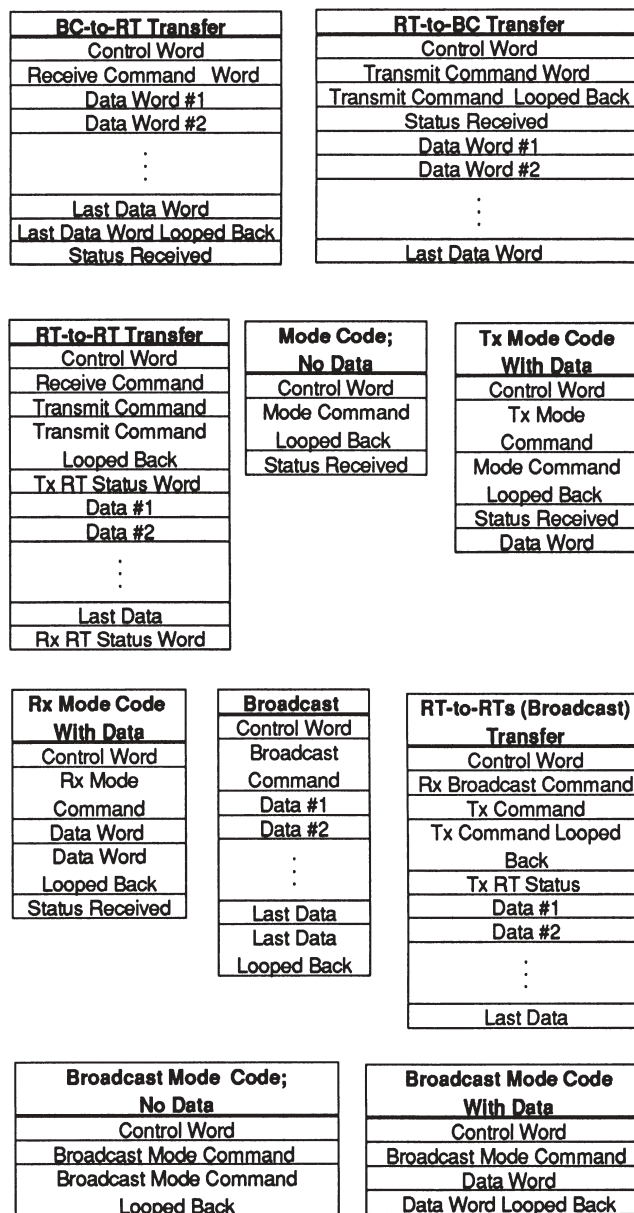 BC-to-RT Transfer
Control Word
Receive Command Word
Data Word #1
Data Word #2
.
.
.
Last Data Word
Last Data Word Looped Back
Status Received
RT-to-BC Transfer
Control Word
Transmit Command Word
Transmit Command Looped Back
Status Received
Data Word #1
Data Word #2
.
.
.
Last Data Word
RT-to-RT Transfer
Control Word
Receive Command
Transmit Command
Transmit Command
Looped Back
Tx RT Status Word
Data #1
Data #2
.
.
.
Last Data
Rx RT Status Word
Mode Code;
No Data
Control Word
Mode Command
Looped Back
Status Received
Tx Mode Code
With Data
Control Word
Tx Mode
Command
Mode Command
Looped Back
Status Received
Data Word
Rx Mode Code
With Data
Control Word
Rx Mode
Command
Data Word
Data Word
Looped Back
Status Received
Broadcast
Control Word
Broadcast
Command
Data #1
Data #2
.
.
.
Last Data
Last Data
Looped Back
RT-to-RTs (Broadcast)
Transfer
Control Word
Rx Broadcast Command
Tx Command
Tx Command Looped
Back
Tx RT Status
Data #1
Data #2
.
.
.
Last Data
Broadcast Mode Code;
No Data
Control Word
Broadcast Mode Command
Broadcast Mode Command
Looped Back
Broadcast Mode Code
With Data
Control Word
Broadcast Mode Command
Data Word
Data Word Looped Back